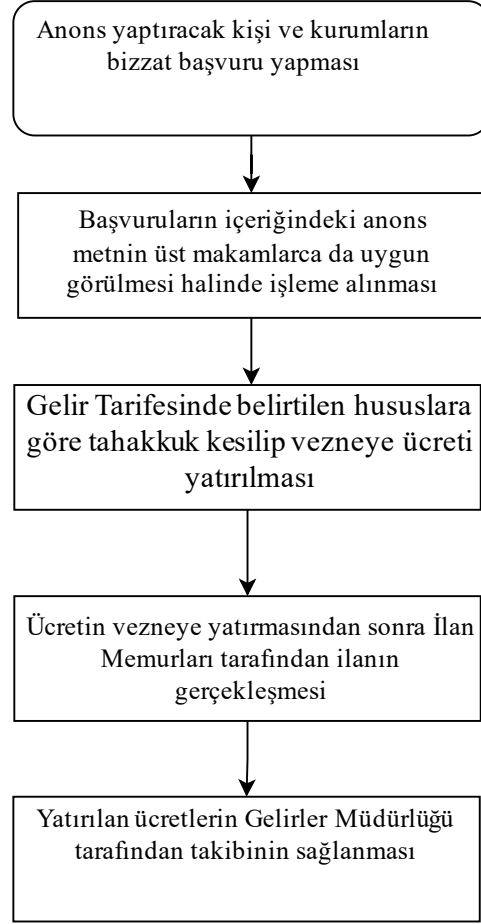 Anons yaptıracak kişi ve kurumların
bizzat başvuru yapması
Başvuruların içeriğindeki anons
metnin üst makamlarca da uygun
görülmesi halinde işleme alınması
Gelir Tarifesinde belirtilen hususlara
göre tahakkuk kesilip vezneye ücreti
yatırılması
Ücretin vezneye yatırmasından sonra İlan
Memurları tarafından ilanın
gerçekleşmesi
Yatırılan ücretlerin Gelirler Müdürlüğü
tarafından takibinin sağlanması